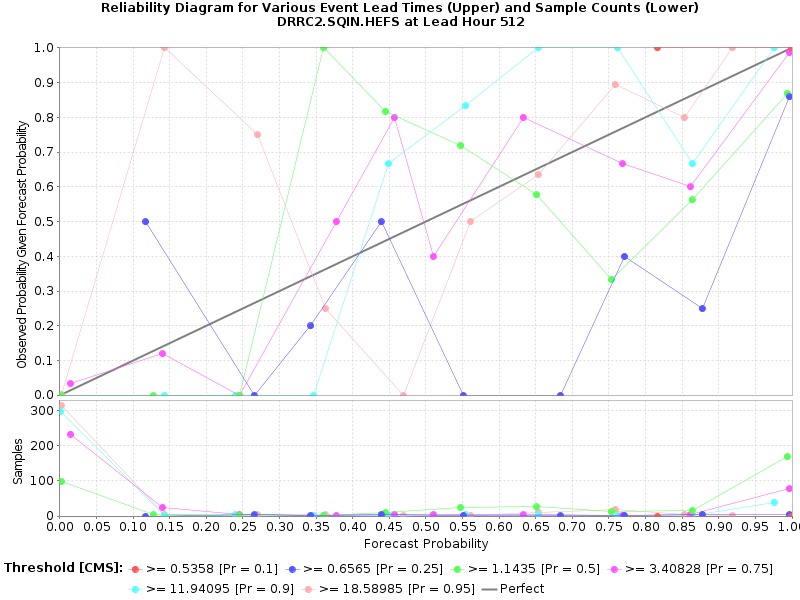 Reliability Diagram for Various Event Lead Times (Upper) and Sample Counts (Lower)
DRRC2.SQIN.HEFS at Lead Hour 512
Observed Probability Given Forecast Probability
1.0
0.9
0.8
0.7
0.6
0.5
0.4
0.3
0.2
0.1
0.0
Samples
300
200
100
0
0.00 0.05 0.10 0.15 0.20 0.25 0.30 0.35 0.40 0.45 0.50 0.55 0.60 0.65 0.70 0.75 0.80 0.85 0.90 0.95 1.0
Forecast Probability
Threshold [CMS]: >= 0.5358 [Pr = 0.1] >= 0.6565 [Pr = 0.25] >= 1.1435 [Pr = 0.5] >= 3.40828 [Pr = 0.75]
>= 11.94095 [Pr = 0.9] >= 18.58985 [Pr = 0.95] Perfect